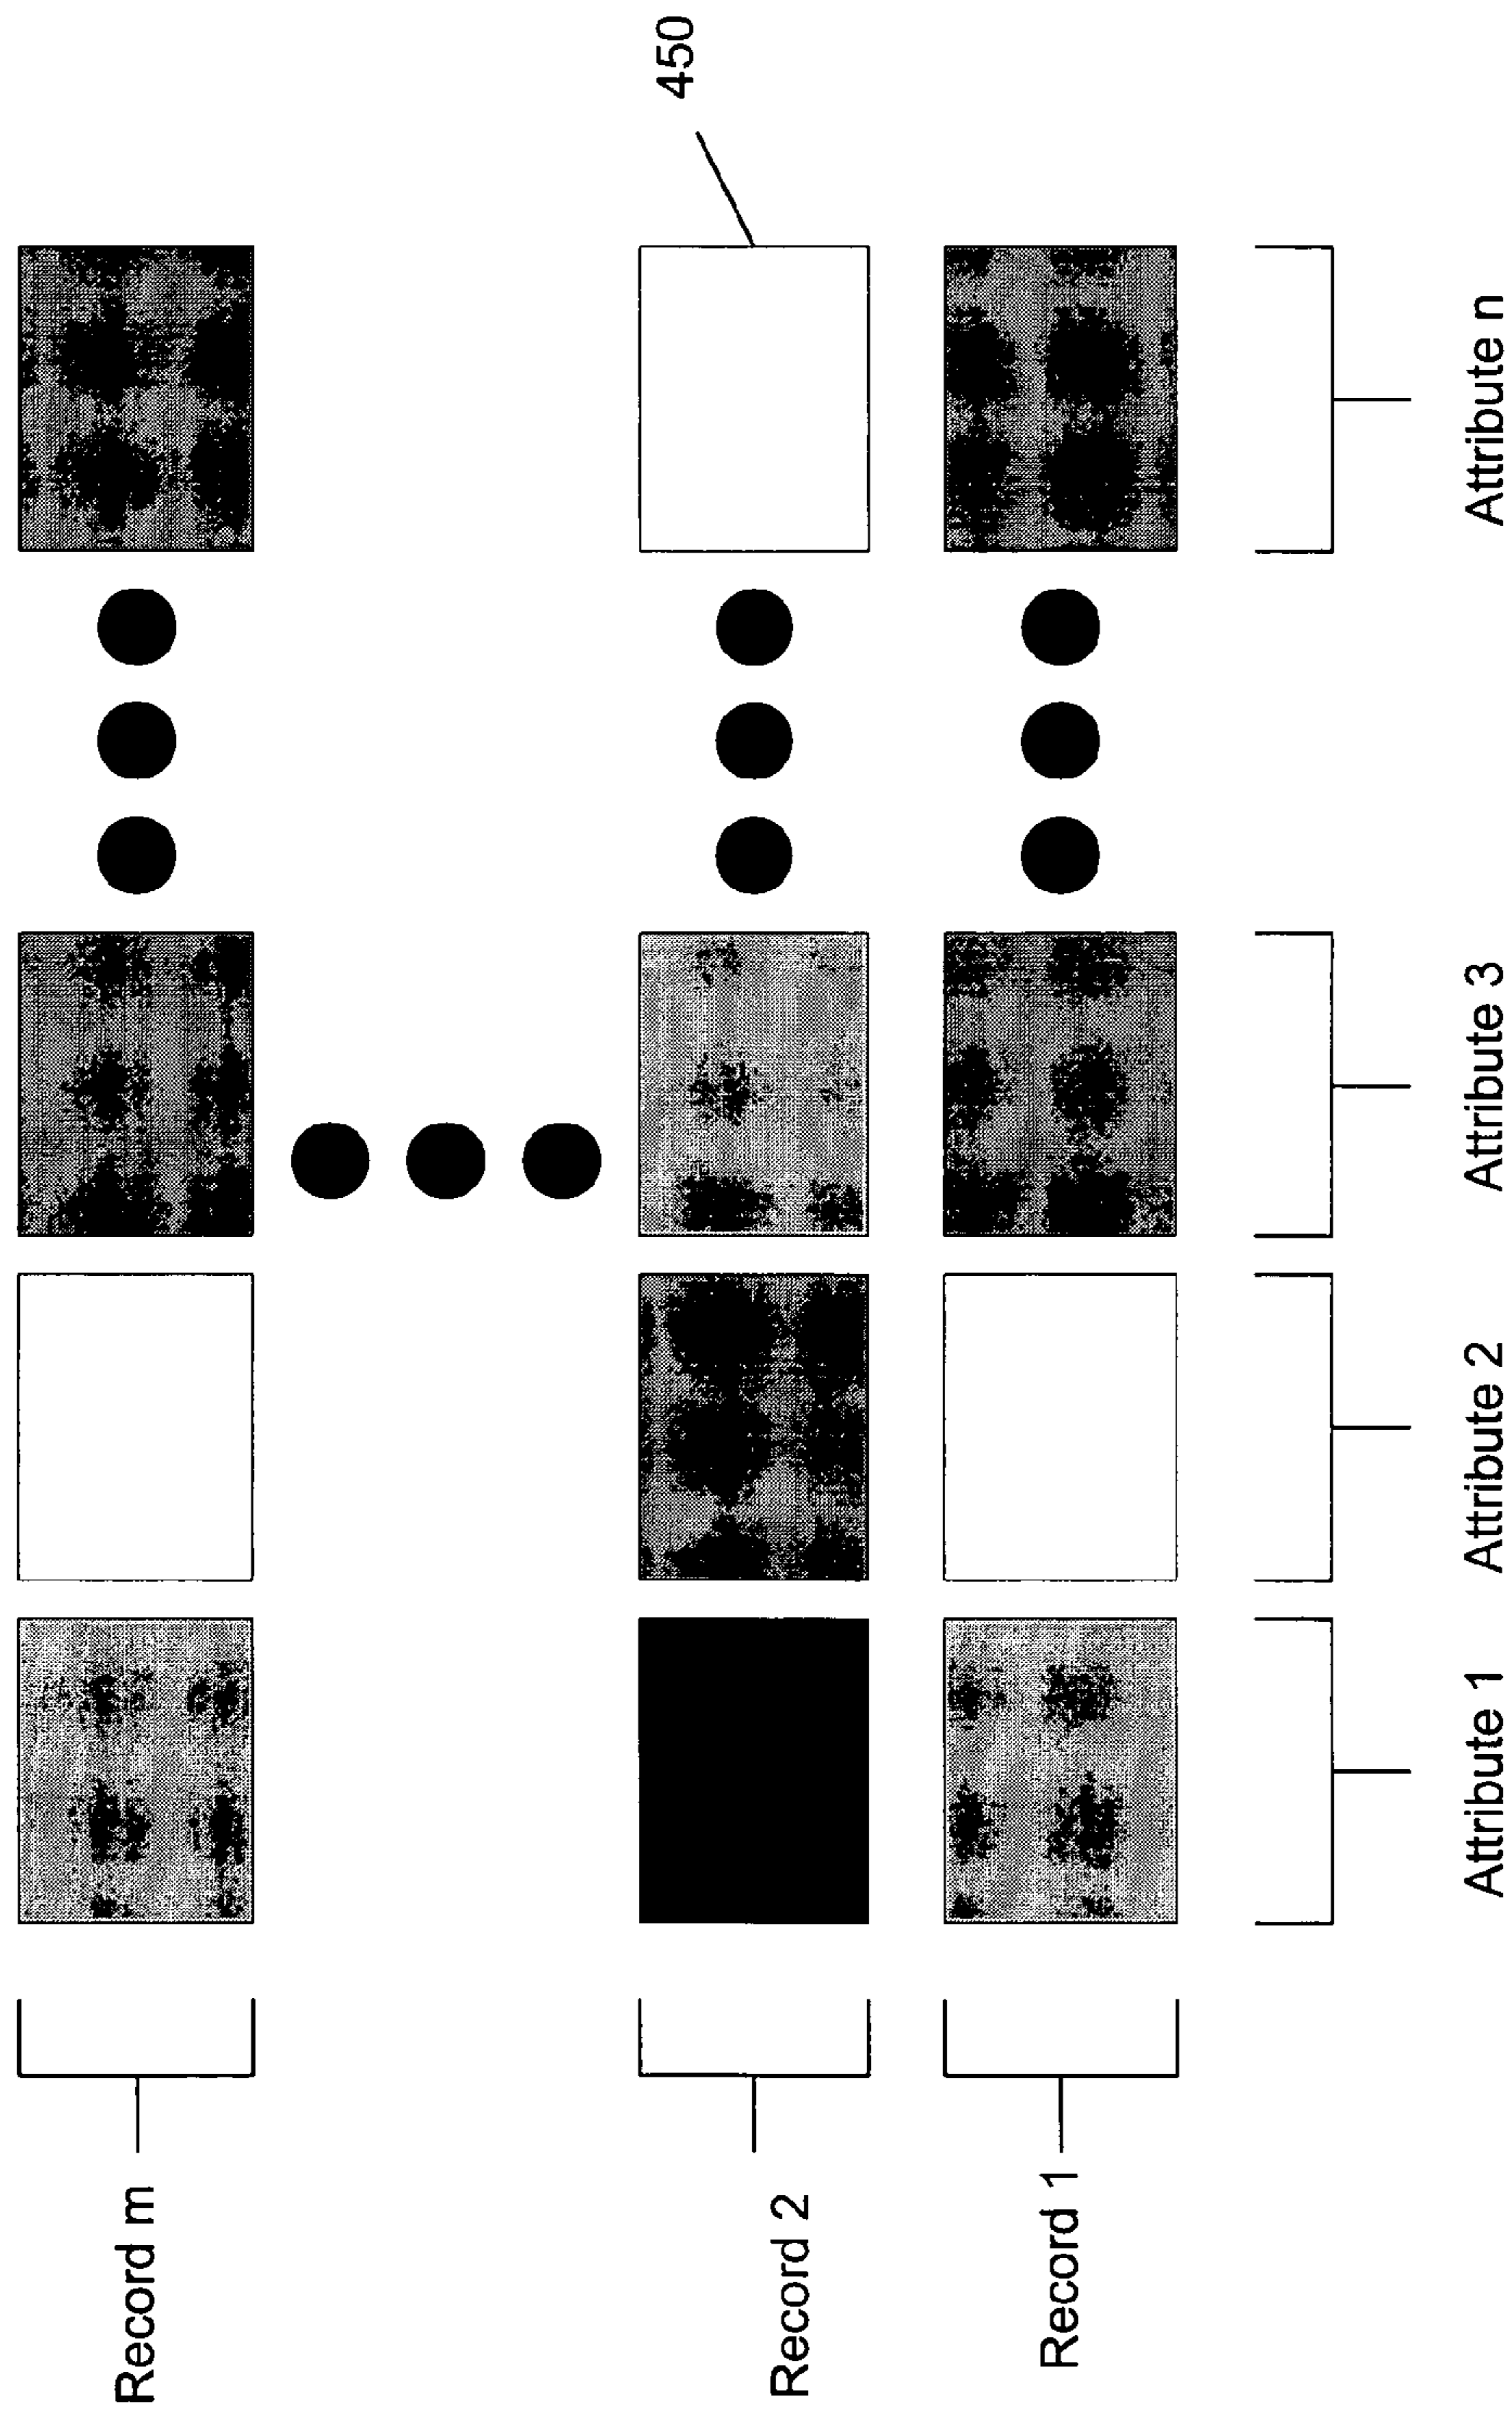 450
Record m
Record 2
Record 1
Attribute 1
Attribute 2
Attribute 3
Attribute n